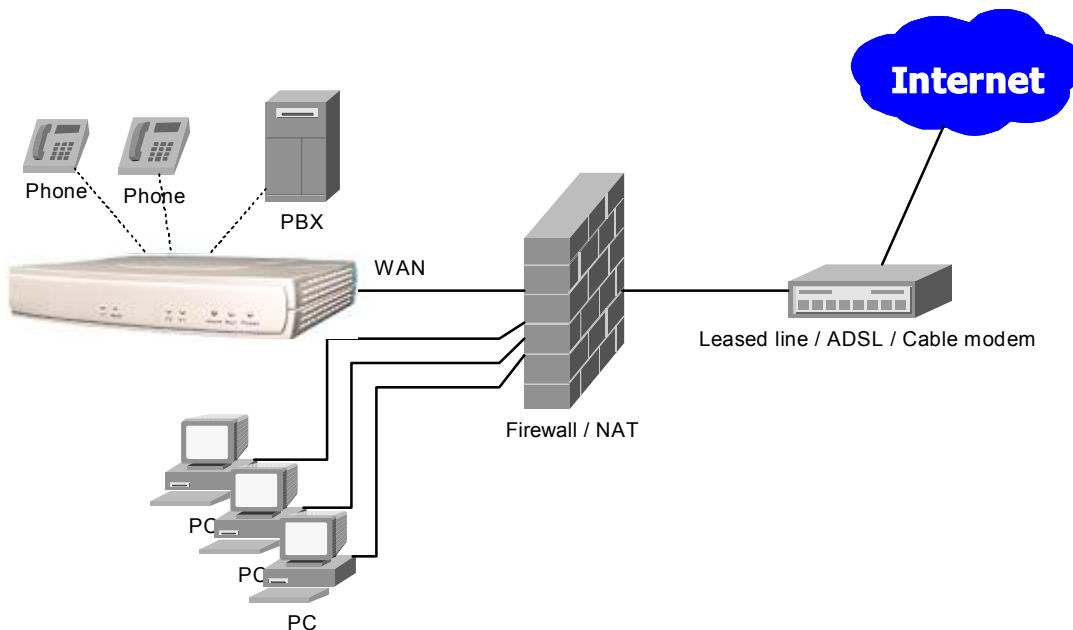 Internet
Phone
Phone
PBX
WAN
Leased line / ADSL / Cable modem
Firewall / NAT
PC
PC
PC